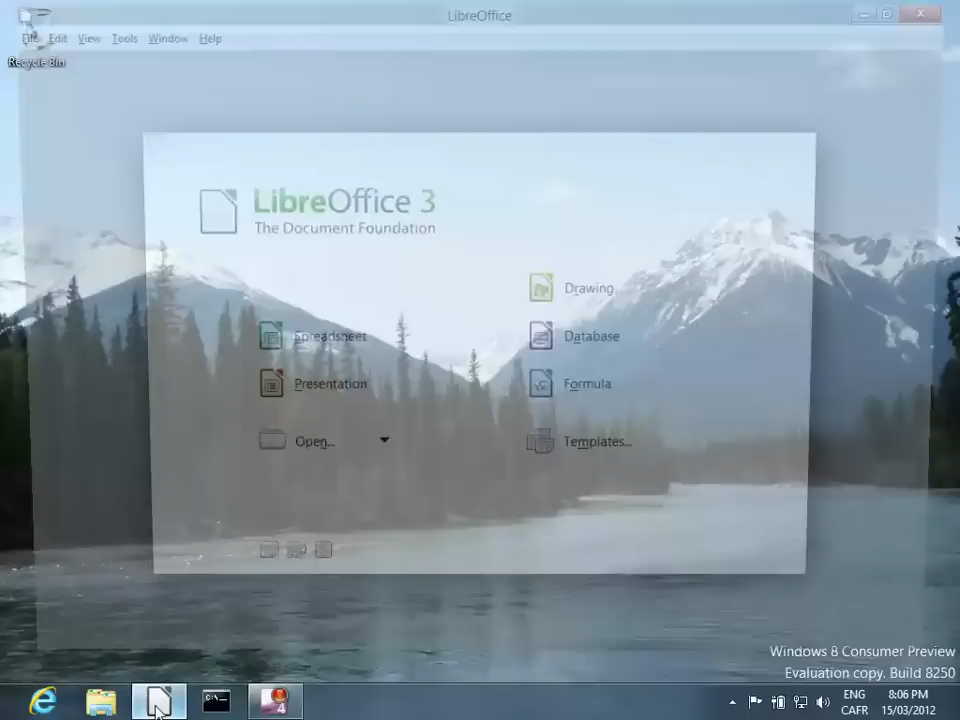 LibreOffice
File Edit View Tools Window Help
Recycle Bin
LibreOffice 3
The Document Foundation
Drawing
Spreadsheet
Database
Presentation
Formula
Open...
Templates...
Windows 8 Consumer Preview
Evaluation copy. Build 8250
ENG
8:06 PM
CAFR
15/03/2012